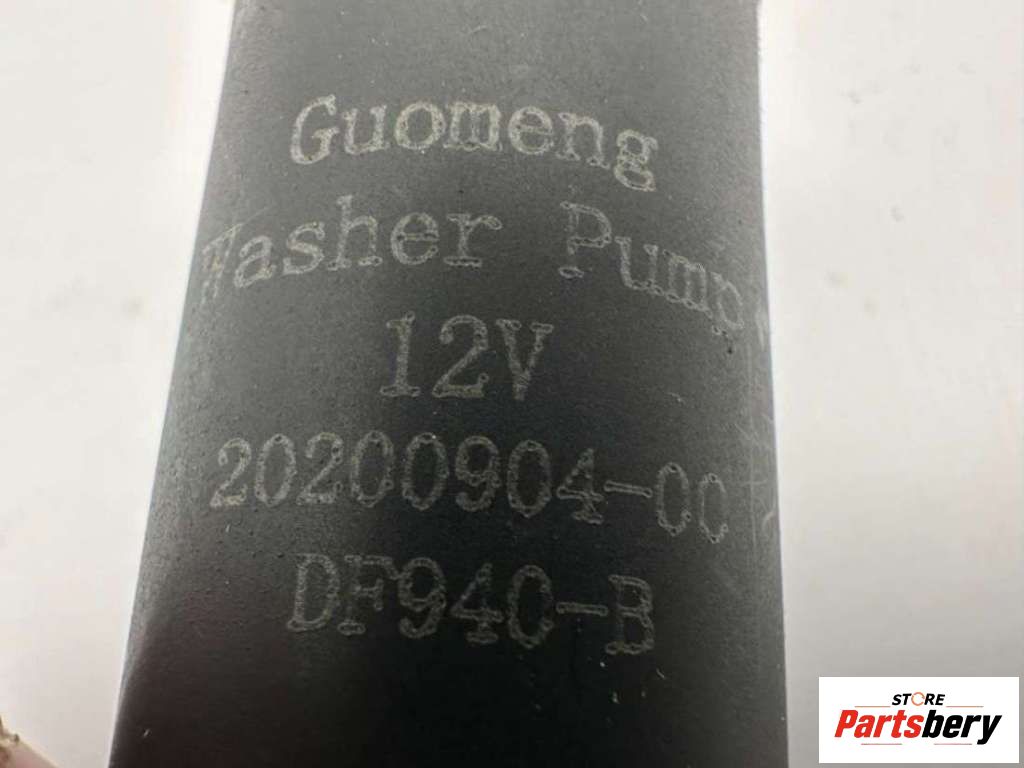 Guomeng
Washer Pump
12V
20200904-00
DF940-B
STORE
Partsbery